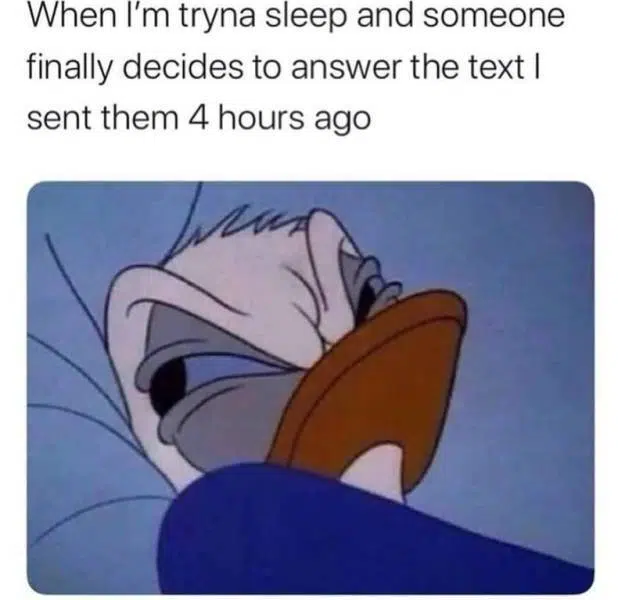 When I'm tryna sleep and someone
finally decides to answer the text I
sent them 4 hours ago